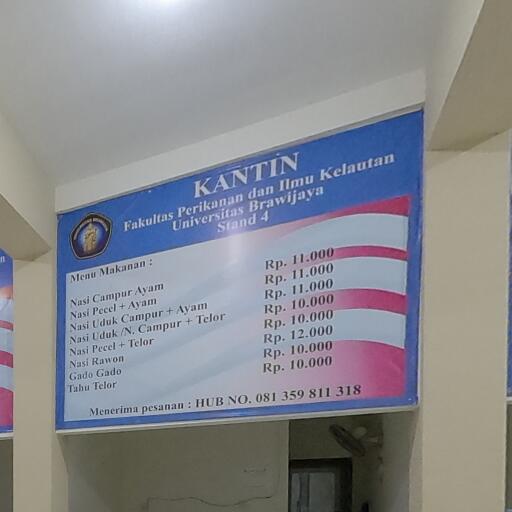 KANTIN
Fakultas Perikanan dan Ilmu Kelautan
Universitas Brawijaya
Stand 4
Menu Makanan :
Nasi Campur Ayam Rp. 11.000
Nasi Pecel + Ayam Rp. 11.000
Nasi Uduk Campur + Ayam Rp. 11.000
Nasi Uduk /N. Campur + Telor Rp. 10.000
Nasi Pecel + Telor Rp. 10.000
Nasi Rawon Rp. 12.000
Gado Gado Rp. 10.000
Tahu Telor Rp. 10.000
Menerima pesanan : HUB NO. 081 359 811 318